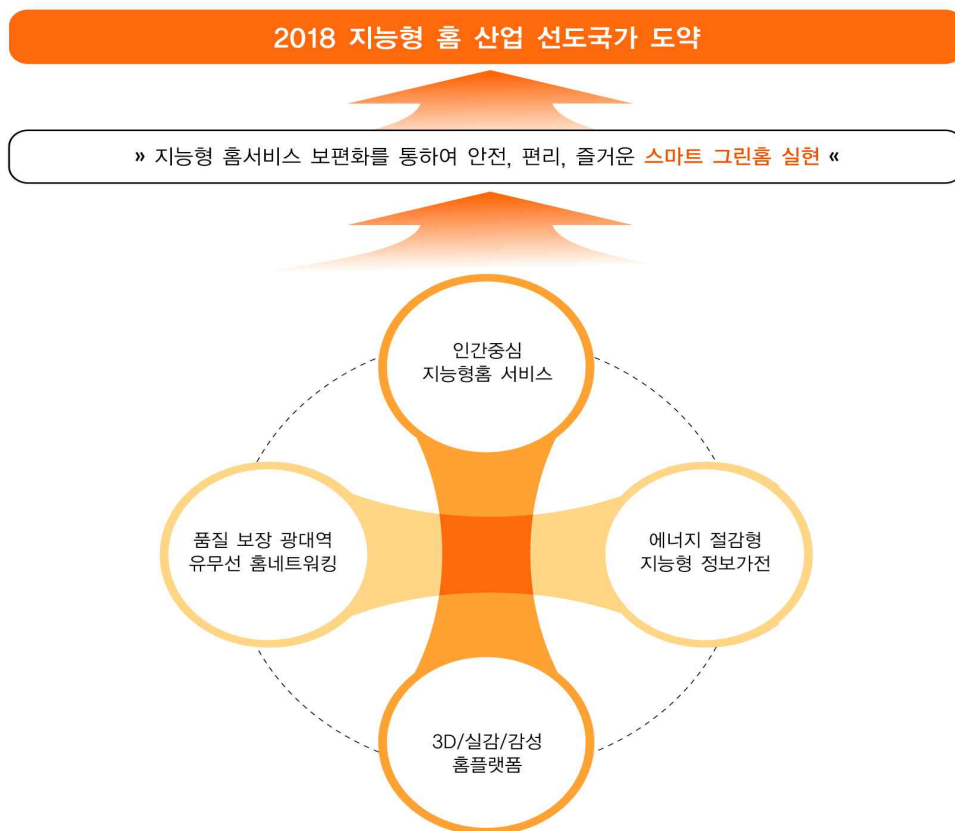 2018 지능형 홈 산업 선도국가 도약
» 지능형 홈서비스 보편화를 통하여 안전, 편리, 즐거운 스마트 그린홈 실현 «
인간중심
지능형홈 서비스
품질 보장 광대역
유무선 홈네트워킹
에너지 절감형
지능형 정보가전
3D/실감/감성
홈플랫폼